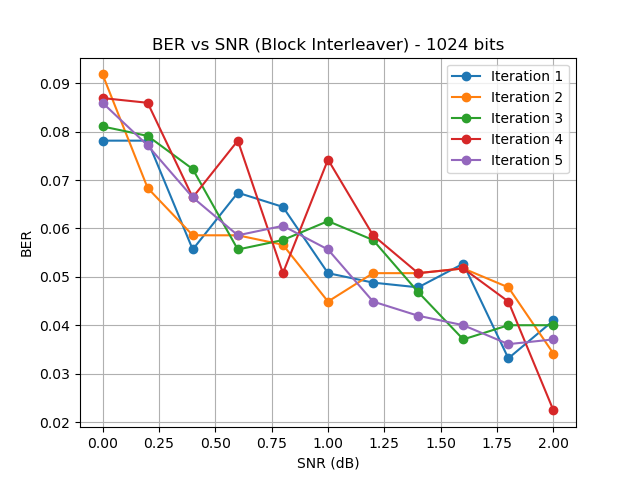 BER vs SNR (Block Interleaver) - 1024 bits
Iteration 1
Iteration 2
Iteration 3
Iteration 4
Iteration 5
0.09
0.08
0.07
0.06
0.05
0.04
0.03
0.02
BER
0.00 0.25 0.50 0.75 1.00 1.25 1.50 1.75 2.00
SNR (dB)